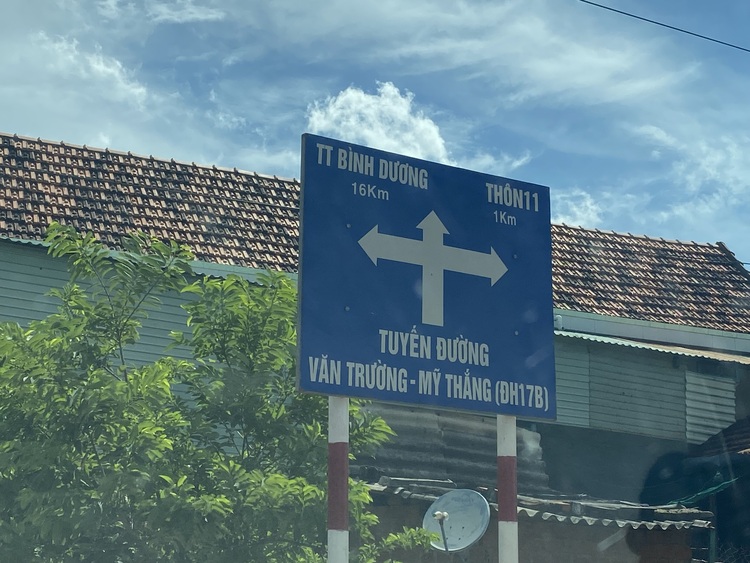 TT BÌNH DƯƠNG
16Km
THÔN11
1Km
TUYẾN ĐƯỜNG
VĂN TRƯỜNG - MỸ THẮNG (ĐH17B)